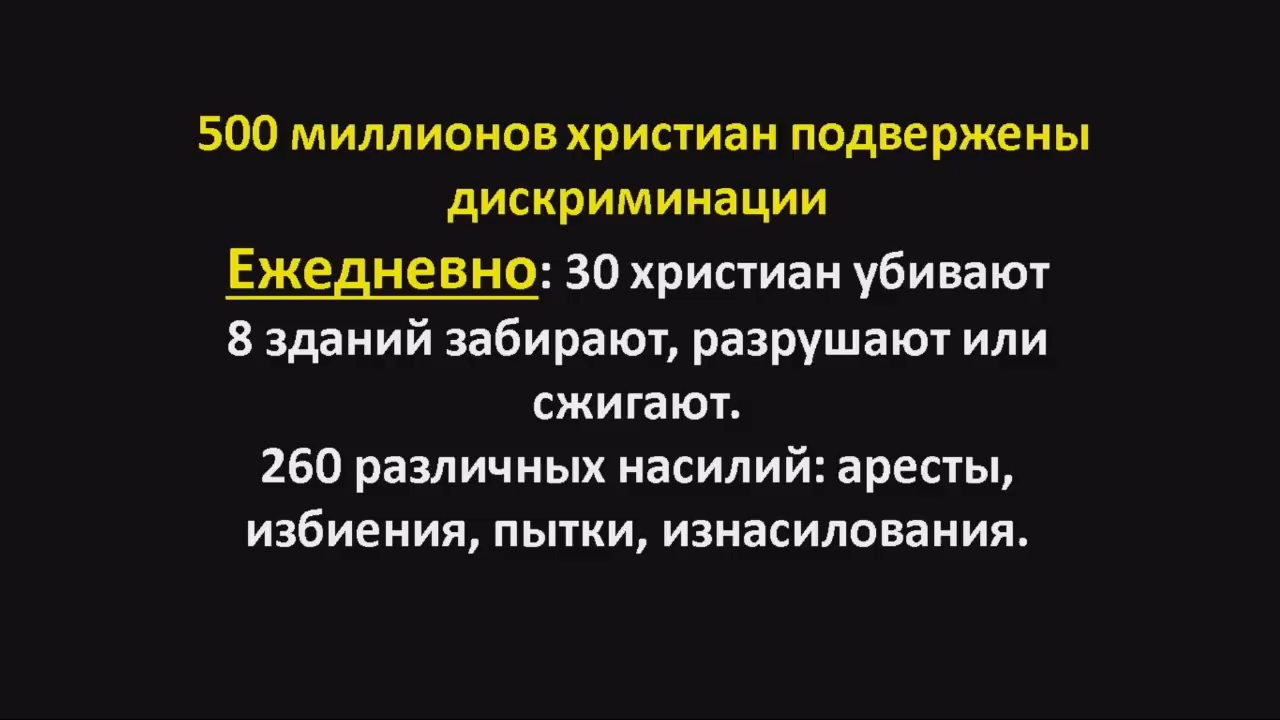 500 миллионов христиан подвержены
дискриминации
Ежедневно: 30 христиан убивают
8 зданий забирают, разрушают или
сжигают.
260 различных насилий: аресты,
избиения, пытки, изнасилования.